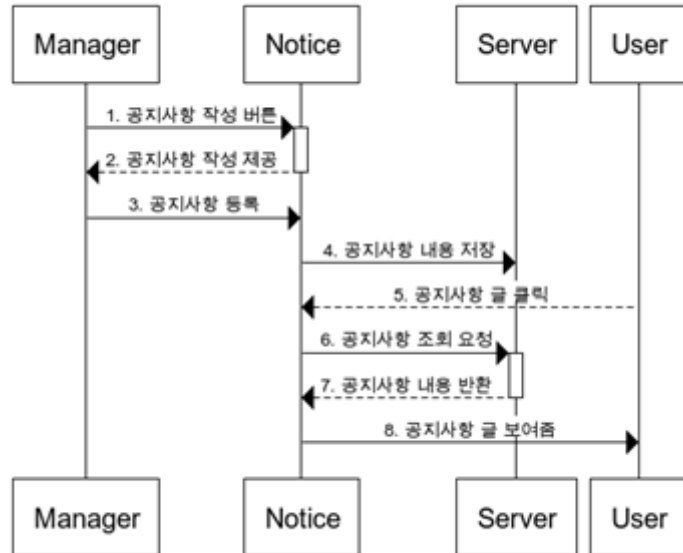 Manager Notice Server User
1. 공지사항 작성 버튼
2. 공지사항 작성 제공
3. 공지사항 등록
4. 공지사항 내용 저장
5. 공지사항 글 클릭
6. 공지사항 조회 요청
7. 공지사항 내용 반환
8. 공지사항 글 보여줌
Manager Notice Server User